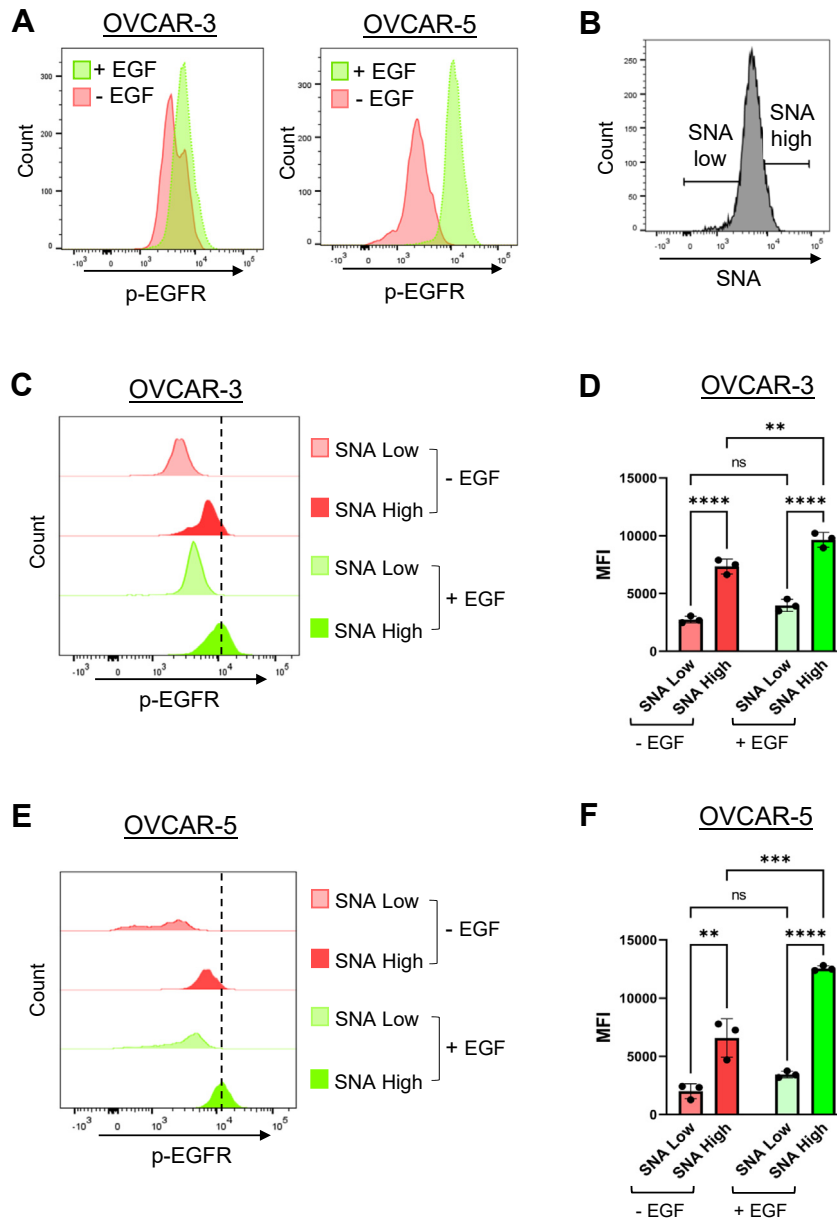 A
OVCAR-3
OVCAR-5
B
+ EGF
- EGF
+ EGF
- EGF
SNA low
SNA high
Count
Count
Count
300
200
100
0
300
200
100
0
250
200
150
100
50
0
-10³ 0 10³ 10⁴ 10⁵
-10³ 0 10³ 10⁴ 10⁵
-10³ 0 10³ 10⁴ 10⁵
p-EGFR
p-EGFR
SNA
C
OVCAR-3
SNA Low
SNA High
- EGF
SNA Low
SNA High
+ EGF
Count
-10³ 0 10³ 10⁴ 10⁵
p-EGFR
D
OVCAR-3
**
ns
**** ****
15000
10000
5000
0
MFI
SNA Low
SNA High
SNA Low
SNA High
- EGF + EGF
E
OVCAR-5
SNA Low
SNA High
- EGF
SNA Low
SNA High
+ EGF
Count
-10³ 0 10³ 10⁴ 10⁵
p-EGFR
F
OVCAR-5
***
ns
** ****
15000
10000
5000
0
MFI
SNA Low
SNA High
SNA Low
SNA High
- EGF + EGF